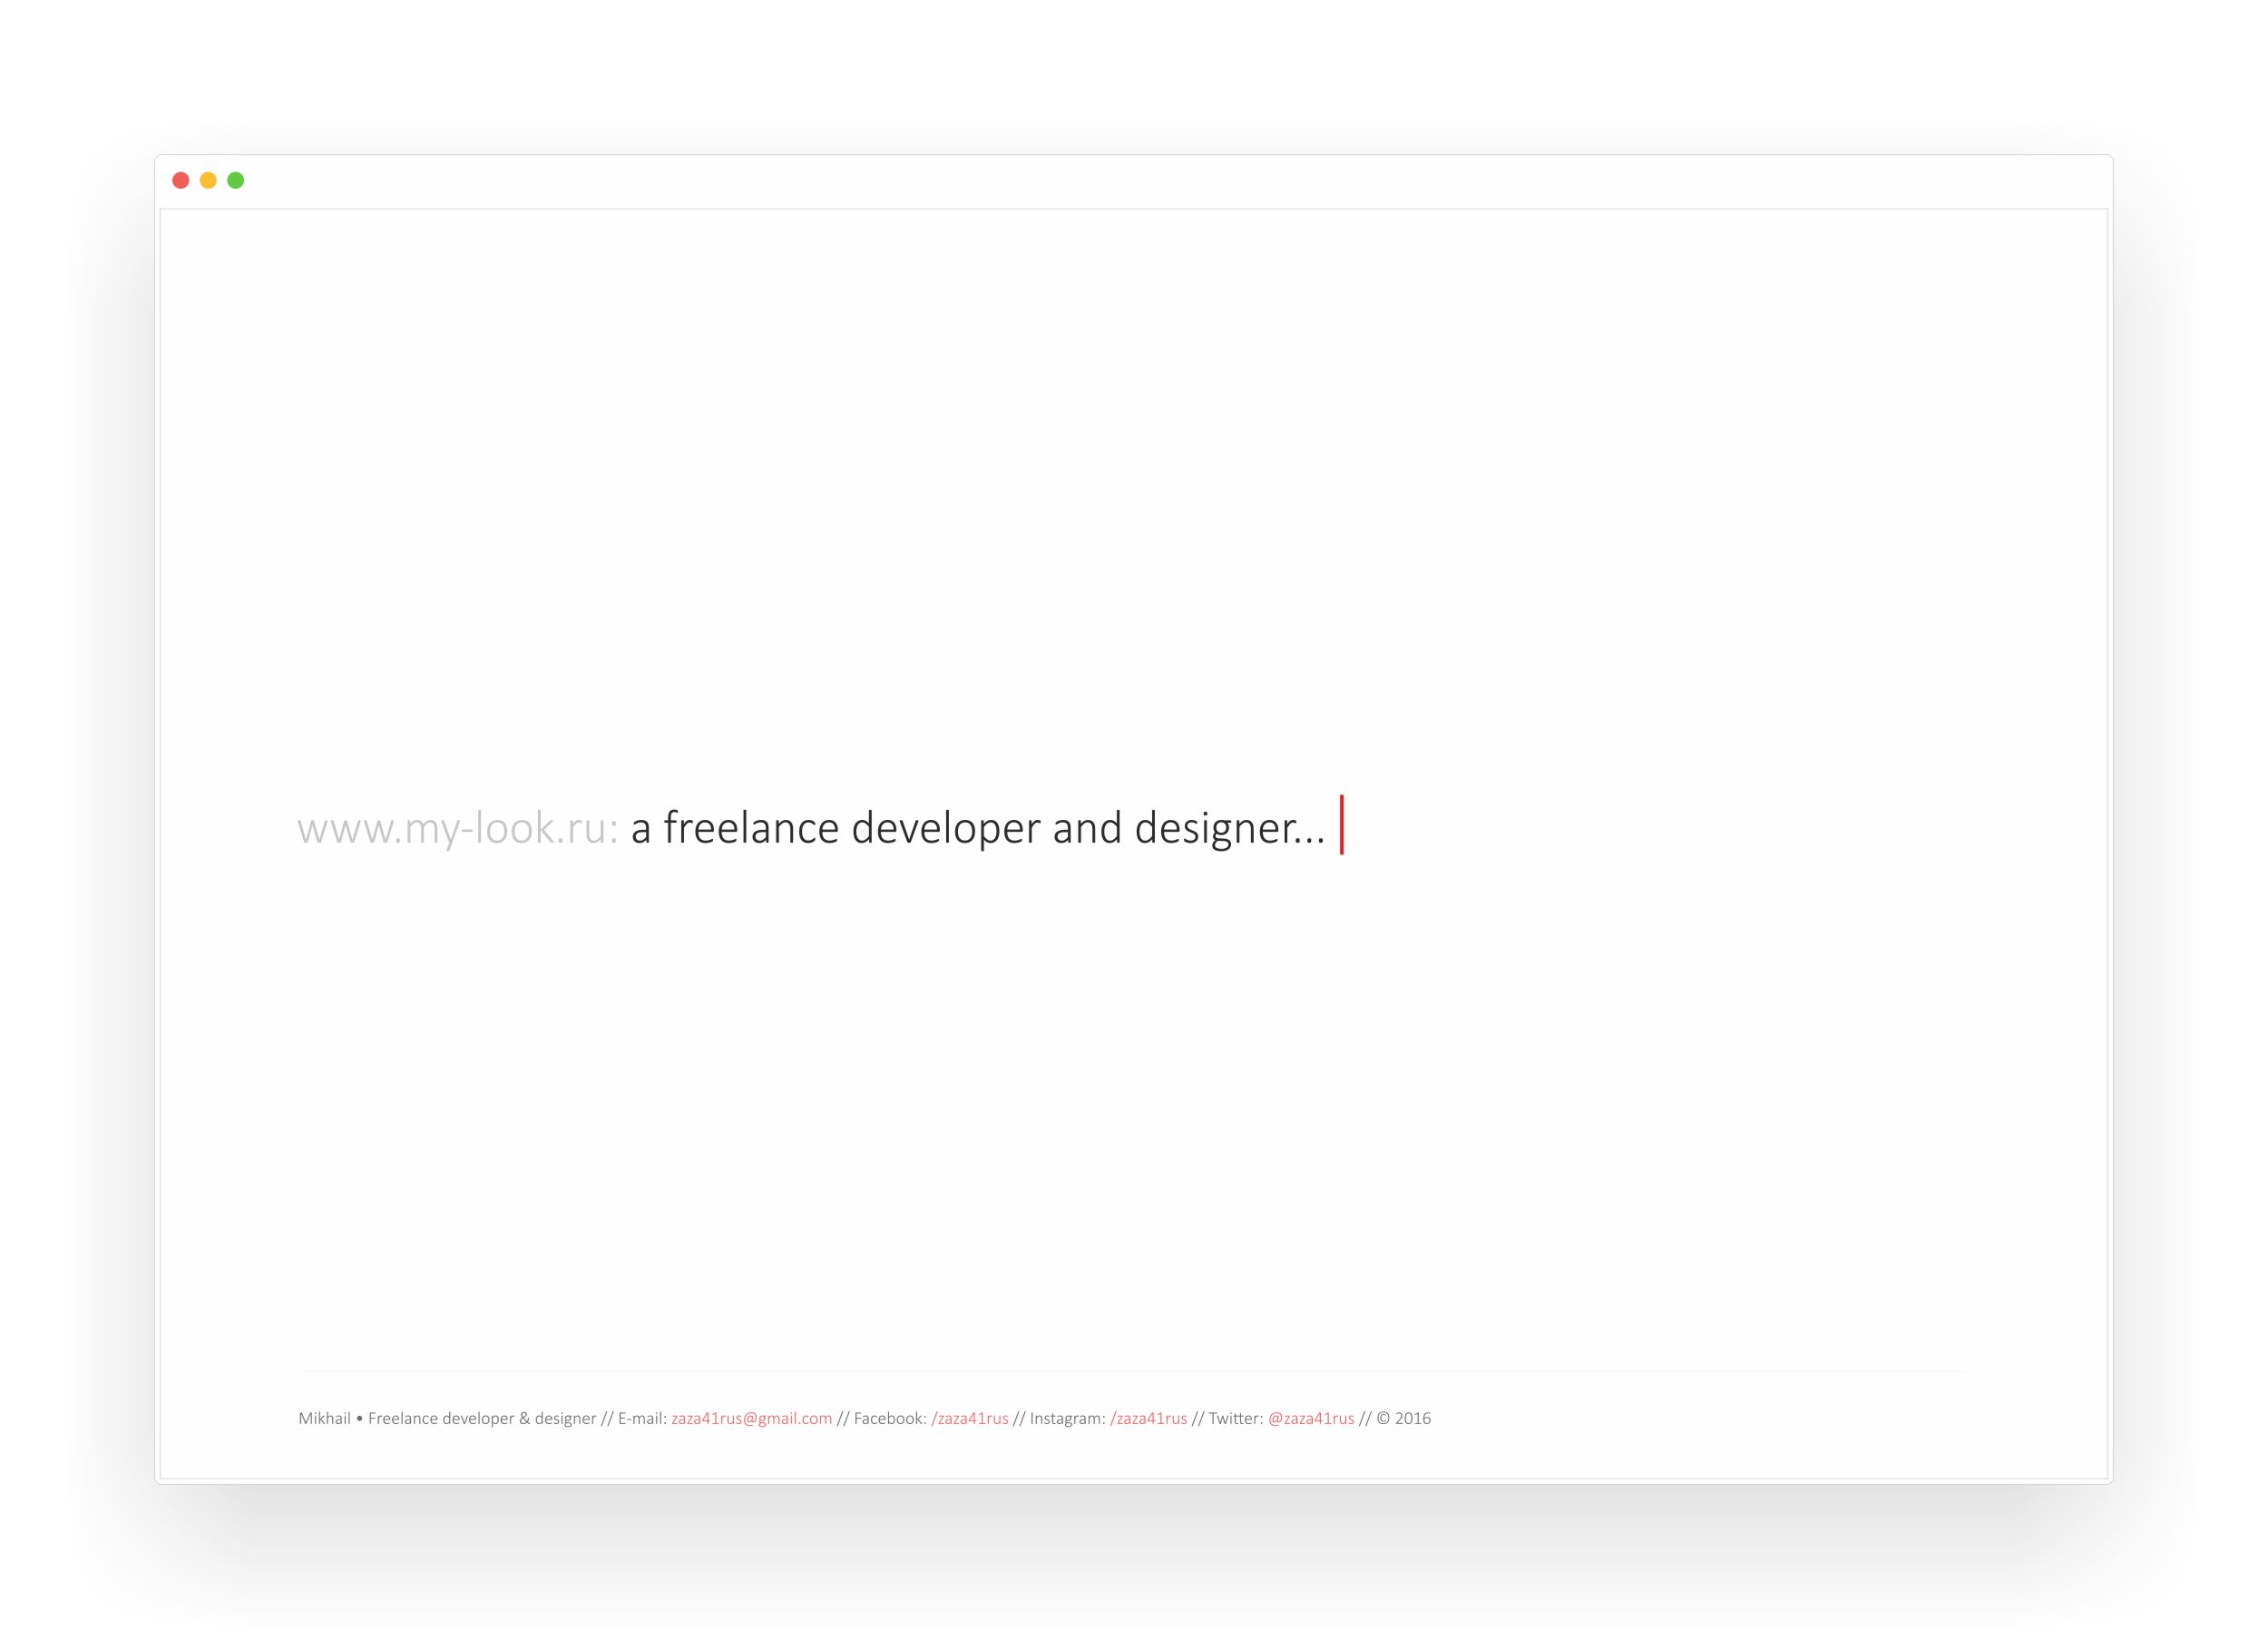 www.my-look.ru: a freelance developer and designer...
Mikhail • Freelance developer & designer // E-mail: zaza41rus@gmail.com // Facebook: /zaza41rus // Instagram: /zaza41rus // Twitter: @zaza41rus // © 2016